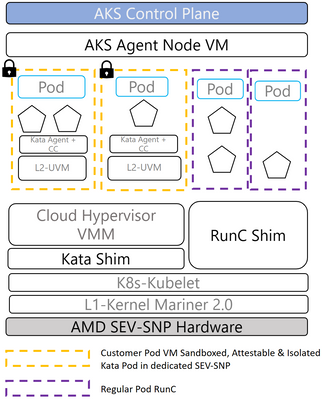 AKS Control Plane
AKS Agent Node VM
Pod
Pod
Pod
Pod
Kata Agent +
CC
Kata Agent +
CC
L2-UVM
L2-UVM
Cloud Hypervisor
VMM
RunC Shim
Kata Shim
K8s-Kubelet
L1-Kernel Mariner 2.0
AMD SEV-SNP Hardware
Customer Pod VM Sandboxed, Attestable & Isolated
Kata Pod in dedicated SEV-SNP
Regular Pod RunC